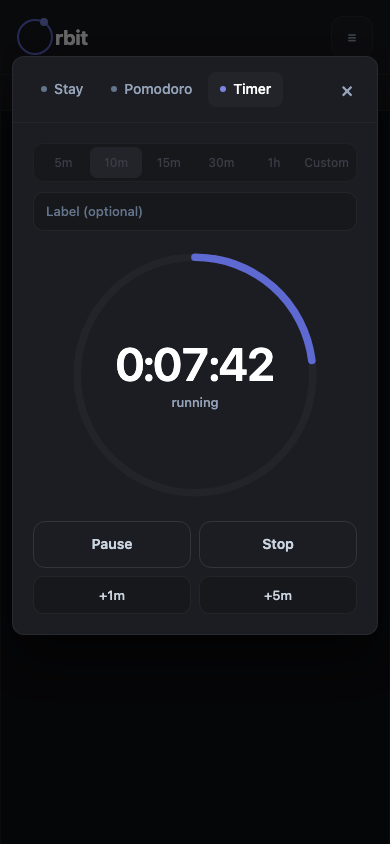 rbit
Stay Pomodoro Timer
5m 10m 15m 30m 1h Custom
Label (optional)
0:07:42
running
Pause Stop
+1m +5m